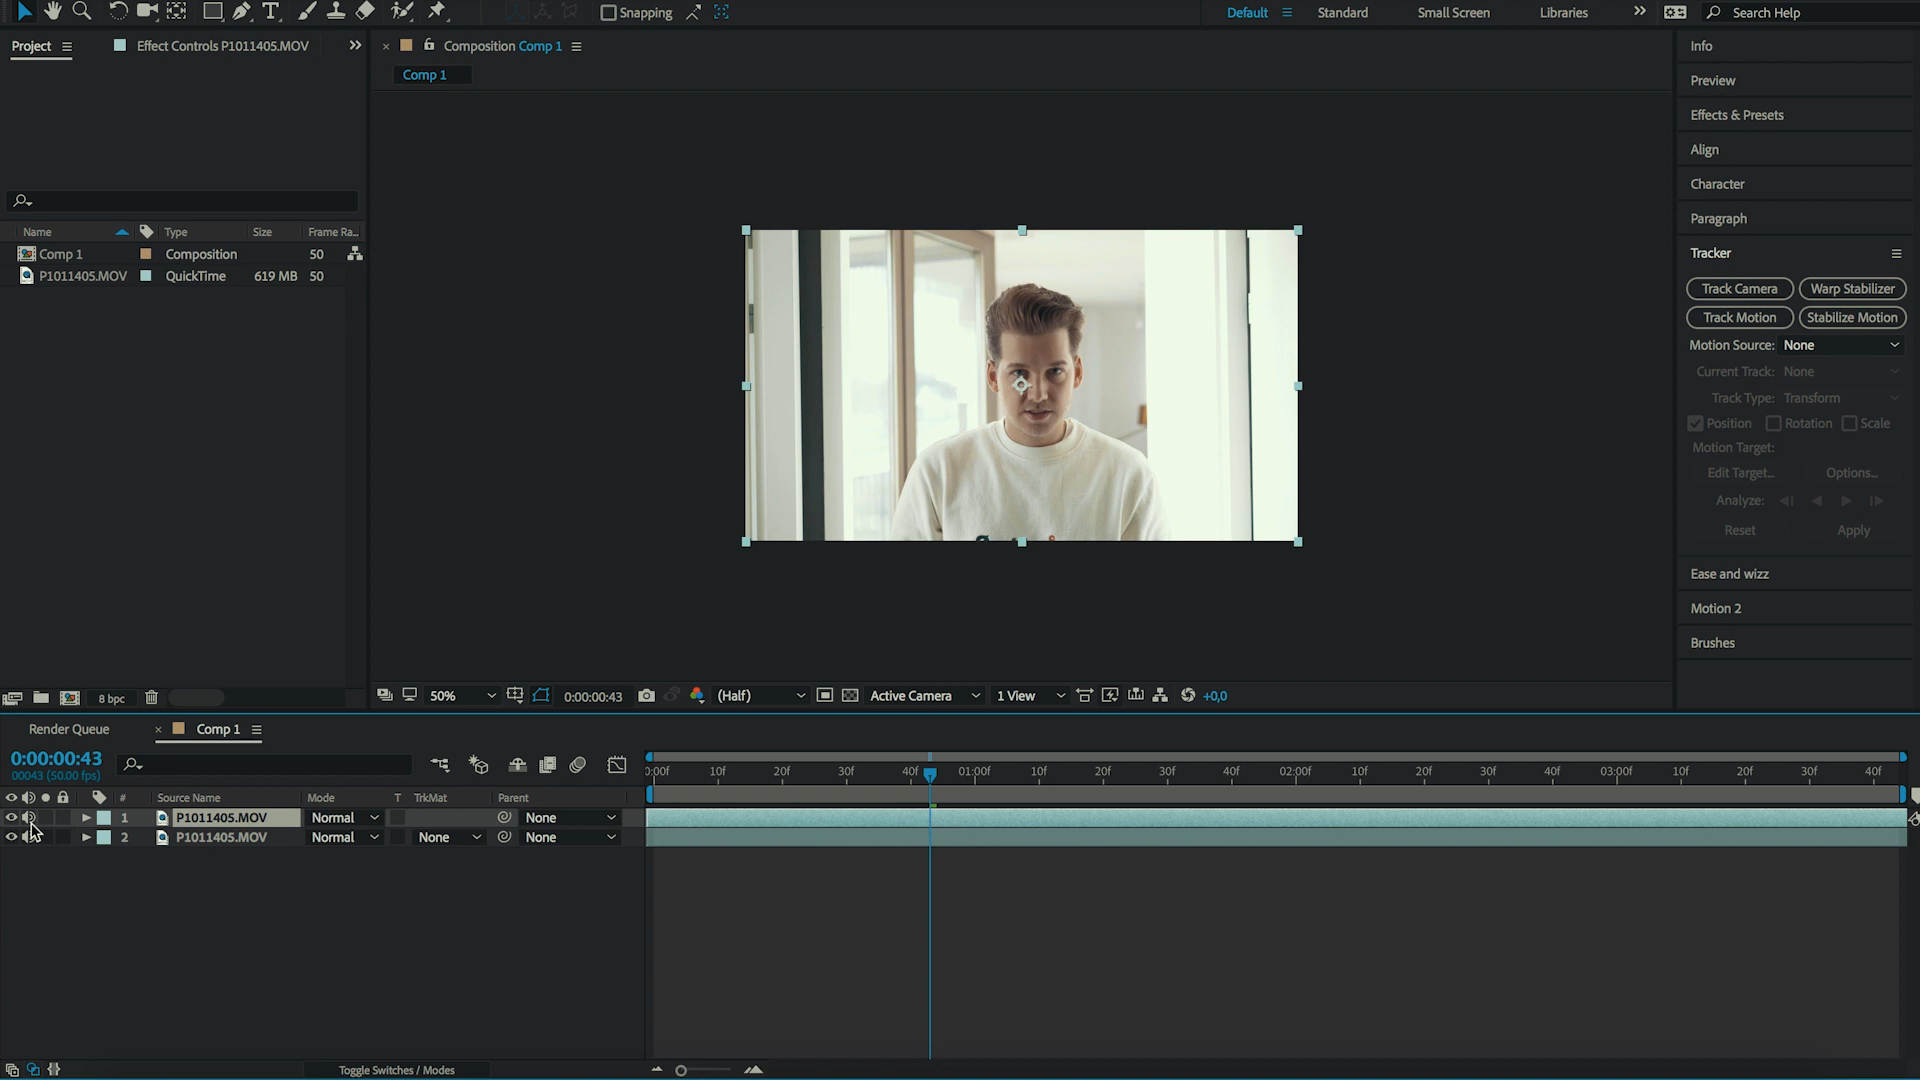 Snapping
Default
Standard
Small Screen
Libraries
Search Help
Project
Effect Controls P1011405.MOV
Composition Comp 1
Comp 1
Name
Type
Size
Frame Ra...
Comp 1
Composition
50
P1011405.MOV
QuickTime
619 MB
50
Info
Preview
Effects & Presets
Align
Character
Paragraph
Tracker
Track Camera
Warp Stabilizer
Track Motion
Stabilize Motion
Motion Source: None
Current Track: None
Track Type: Transform
Position
Rotation
Scale
Motion Target:
Edit Target...
Options...
Analyze:
Reset
Apply
Ease and wizz
Motion 2
Brushes
8 bpc
50%
0:00:00:43
(Half)
Active Camera
1 View
+0,0
Render Queue
Comp 1
0:00:00:43
00043 (50.00 fps)
0:00f 10f 20f 30f 40f 01:00f 10f 20f 30f 40f 02:00f 10f 20f 30f 40f 03:00f 10f 20f 30f 40f
# Source Name Mode T TrkMat Parent
1 P1011405.MOV Normal None
2 P1011405.MOV Normal None None
Toggle Switches / Modes